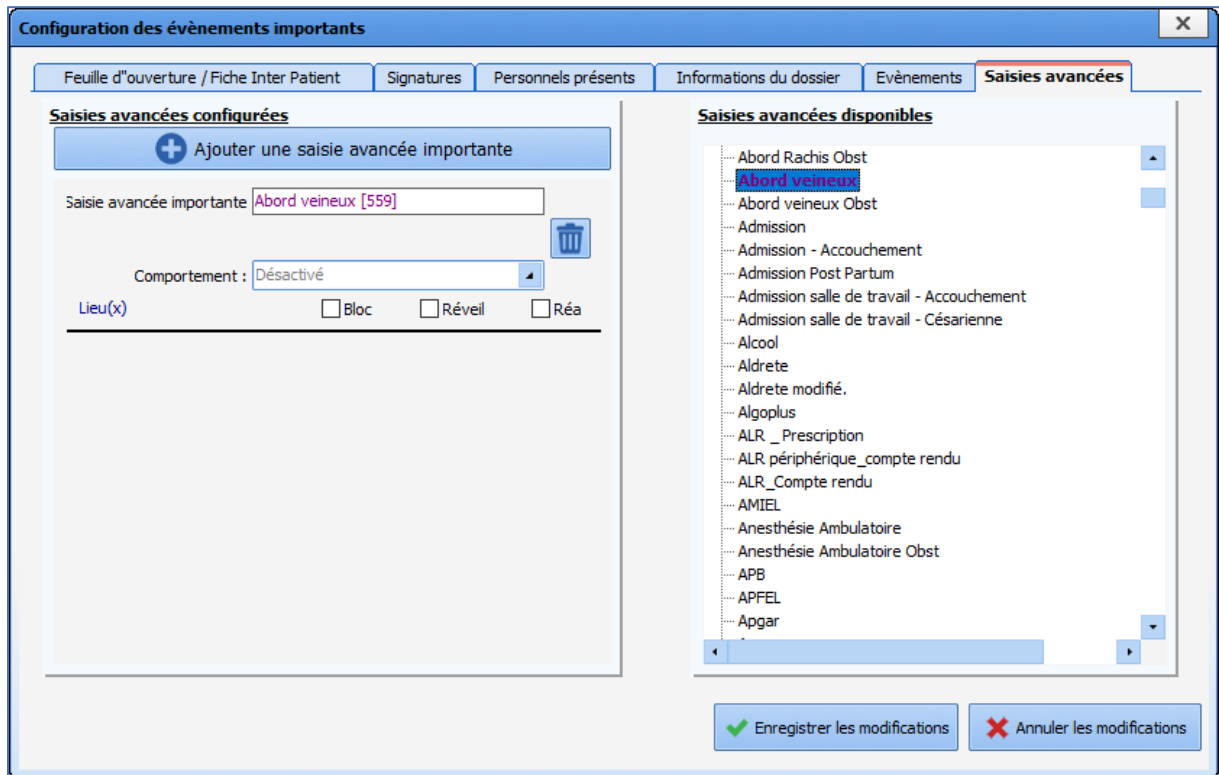 Configuration des évènements importants
Feuille d"ouverture / Fiche Inter Patient
Signatures
Personnels présents
Informations du dossier
Evènements
Saisies avancées
Saisies avancées configurées
Ajouter une saisie avancée importante
Saisie avancée importante Abord veineux [559]
Comportement : Désactivé
Lieu(x) Bloc Réveil Réa
Saisies avancées disponibles
Abord Rachis Obst
Abord veineux
Abord veineux Obst
Admission
Admission - Accouchement
Admission Post Partum
Admission salle de travail - Accouchement
Admission salle de travail - Césarienne
Alcool
Aldrete
Aldrete modifié.
Algoplus
ALR _ Prescription
ALR périphérique_compte rendu
ALR_Compte rendu
AMIEL
Anesthésie Ambulatoire
Anesthésie Ambulatoire Obst
APB
APFEL
Apgar
Enregistrer les modifications
Annuler les modifications